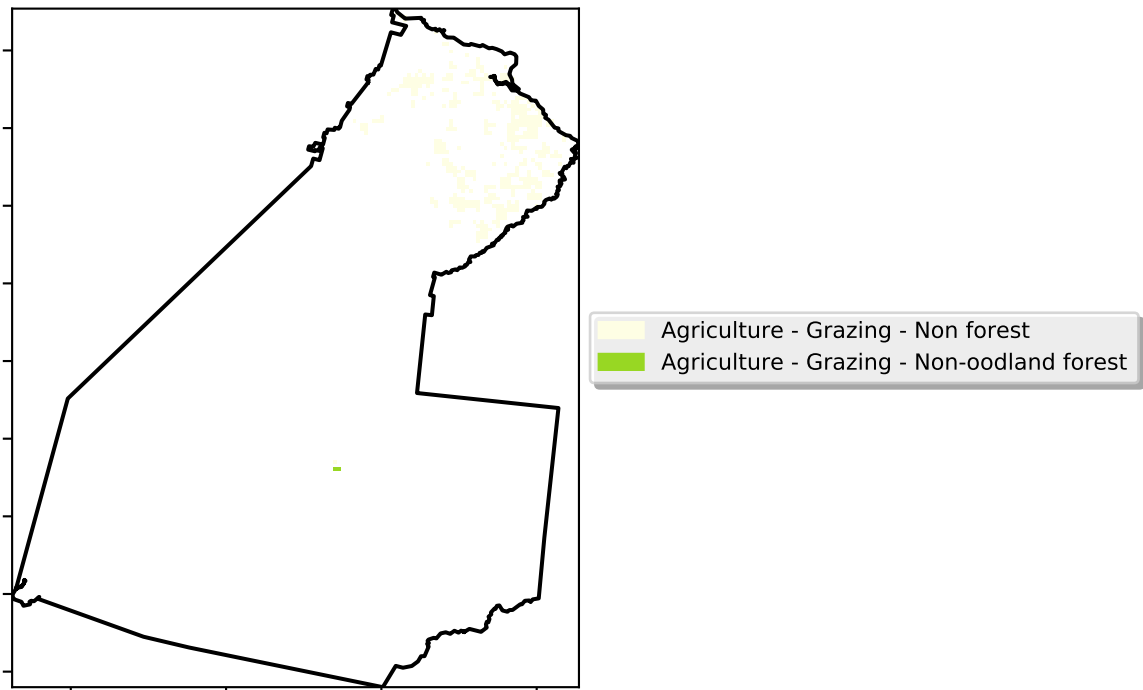 Agriculture - Grazing - Non forest
Agriculture - Grazing - Non-oodland forest